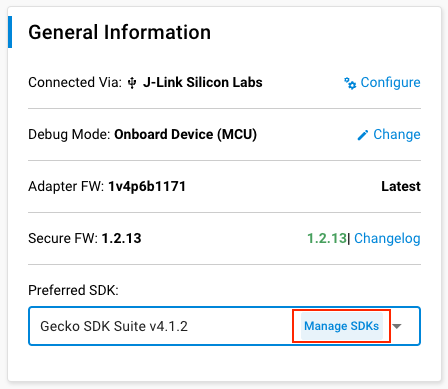 General Information
Connected Via: J-Link Silicon Labs Configure
Debug Mode: Onboard Device (MCU) Change
Adapter FW: 1v4p6b1171 Latest
Secure FW: 1.2.13 1.2.13| Changelog
Preferred SDK:
Gecko SDK Suite v4.1.2 Manage SDKs